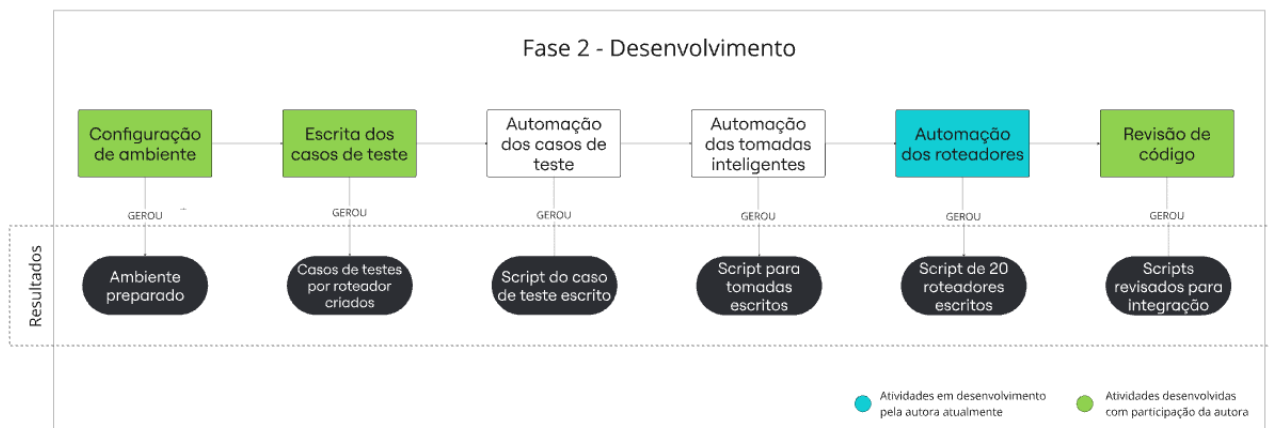 Fase 2 - Desenvolvimento
Configuração
de ambiente
Escrita dos
casos de teste
Automação
dos casos de
teste
Automação
das tomadas
inteligentes
Automação
dos roteadores
Revisão de
código
GEROU
GEROU
GEROU
GEROU
GEROU
GEROU
Resultados
Ambiente
preparado
Casos de testes
por roteador
criados
Script do caso
de teste escrito
Script para
tomadas
escritos
Script de 20
roteadores
escritos
Scripts
revisados para
integração
Atividades em desenvolvimento
pela autora atualmente
Atividades desenvolvidas
com participação da autora